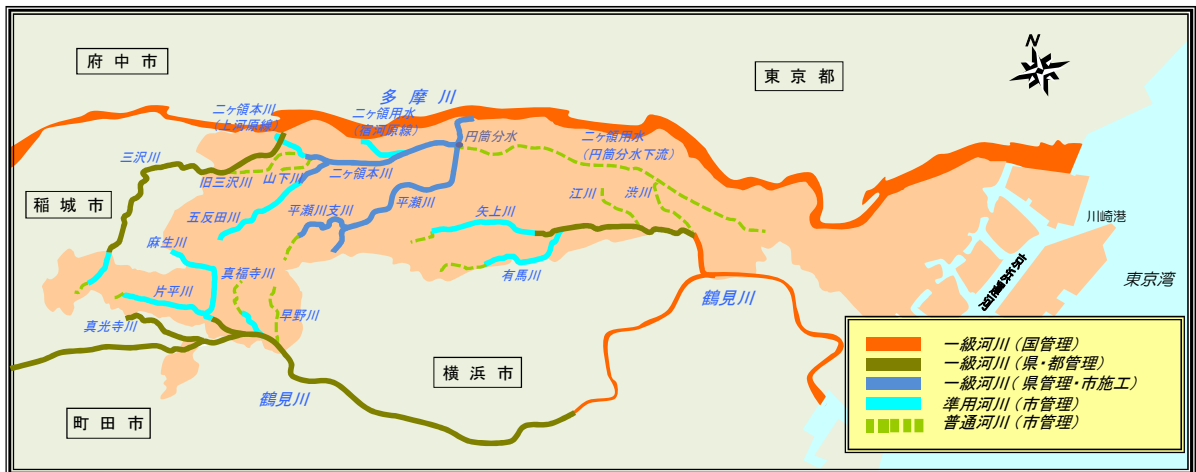 府中市
東京都
N
多摩川
二ヶ領本川
(上河原線)
二ヶ領用水
(宿河原線)
円筒分水
二ヶ領用水
(円筒分水下流)
三沢川
旧三沢川
山下川
二ヶ領本川
稲城市
五反田川
平瀬川支川
平瀬川
矢上川
江川
渋川
川崎港
麻生川
真福寺川
有馬川
京浜運河
東京湾
片平川
早野川
鶴見川
真光寺川
横浜市
鶴見川
町田市
一級河川(国管理)
一級河川(県・都管理)
一級河川(県管理・市施工)
準用河川(市管理)
普通河川(市管理)